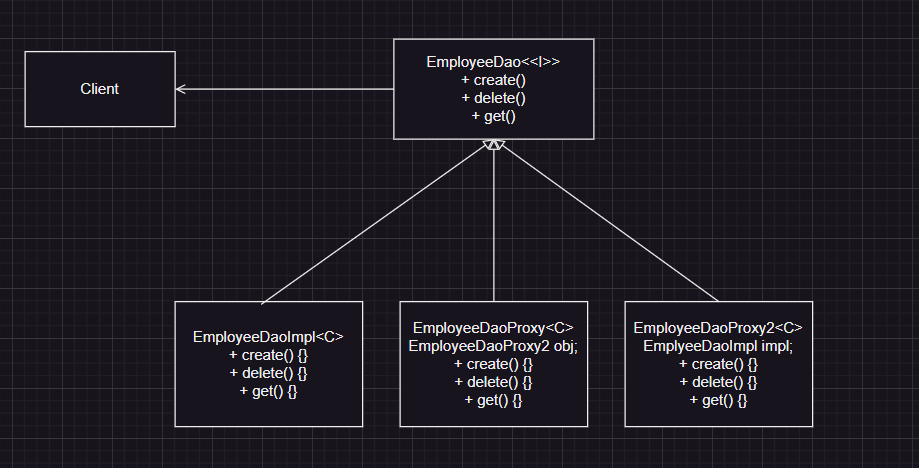 Client
EmployeeDao<<I>>
+ create()
+ delete()
+ get()
EmployeeDaoImpl<C>
+ create() {}
+ delete() {}
+ get() {}
EmployeeDaoProxy<C>
EmployeeDaoProxy2 obj;
+ create() {}
+ delete() {}
+ get() {}
EmployeeDaoProxy2<C>
EmplyeeDaoImpl impl;
+ create() {}
+ delete() {}
+ get() {}